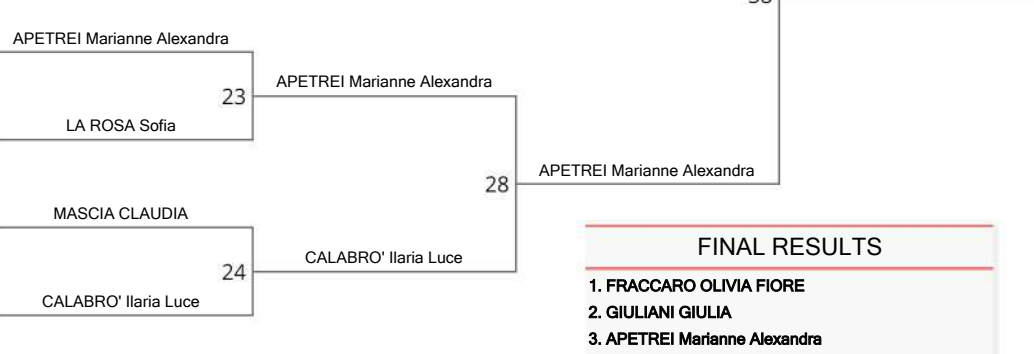 APETREI Marianne Alexandra
23
APETREI Marianne Alexandra
LA ROSA Sofia
28
APETREI Marianne Alexandra
MASCIA CLAUDIA
24
CALABRO' Ilaria Luce
CALABRO' Ilaria Luce
FINAL RESULTS
1. FRACCARO OLIVIA FIORE
2. GIULIANI GIULIA
3. APETREI Marianne Alexandra